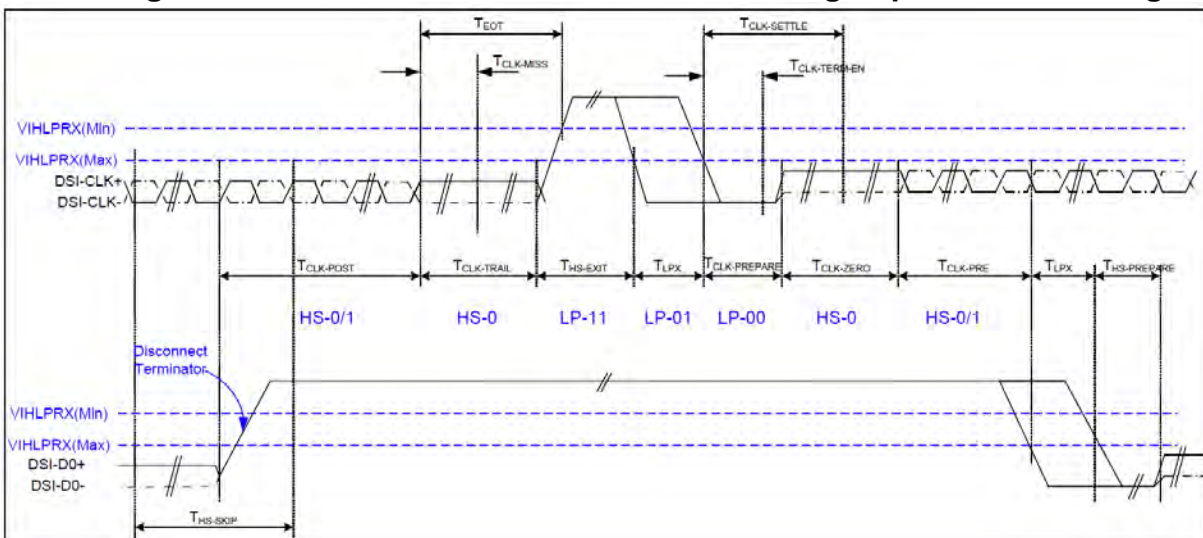 TEOT
TCLK-SETTLE
TCLK-MISS
TCLK-TERM-EN
VIHLPRX(Min)
VIHLPRX(Max)
DSI-CLK+
DSI-CLK-
TCLK-POST TCLK-TRAIL THS-EXIT TLPX TCLK-PREPARE TCLK-ZERO TCLK-PRE TLPX THS-PREPARE
HS-0/1 HS-0 LP-11 LP-01 LP-00 HS-0 HS-0/1
Disconnect
Terminator
VIHLPRX(Min)
VIHLPRX(Max)
DSI-D0+
DSI-D0-
THS-SKIP